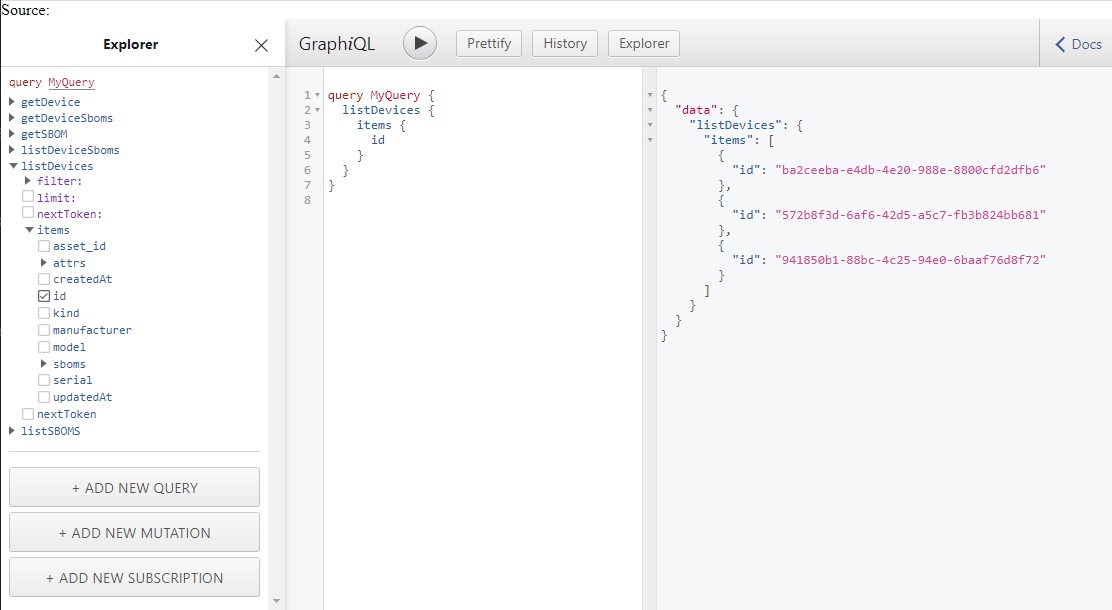 Source:
Explorer
query MyQuery
getDevice
getDeviceSboms
getSBOM
listDeviceSboms
listDevices
filter:
limit:
nextToken:
items
asset_id
attrs
createdAt
id
kind
manufacturer
model
sboms
serial
updatedAt
nextToken
listSBOMS
+ ADD NEW QUERY
+ ADD NEW MUTATION
+ ADD NEW SUBSCRIPTION
GraphiQL
Prettify
History
Explorer
Docs
1 query MyQuery {
2 listDevices {
3 items {
4 id
5 }
6 }
7 }
8
{
"data": {
"listDevices": {
"items": [
{
"id": "ba2ceeba-e4db-4e20-988e-8800cfd2dfb6"
},
{
"id": "572b8f3d-6af6-42d5-a5c7-fb3b824bb681"
},
{
"id": "941850b1-88bc-4c25-94e0-6baaf76d8f72"
}
]
}
}
}